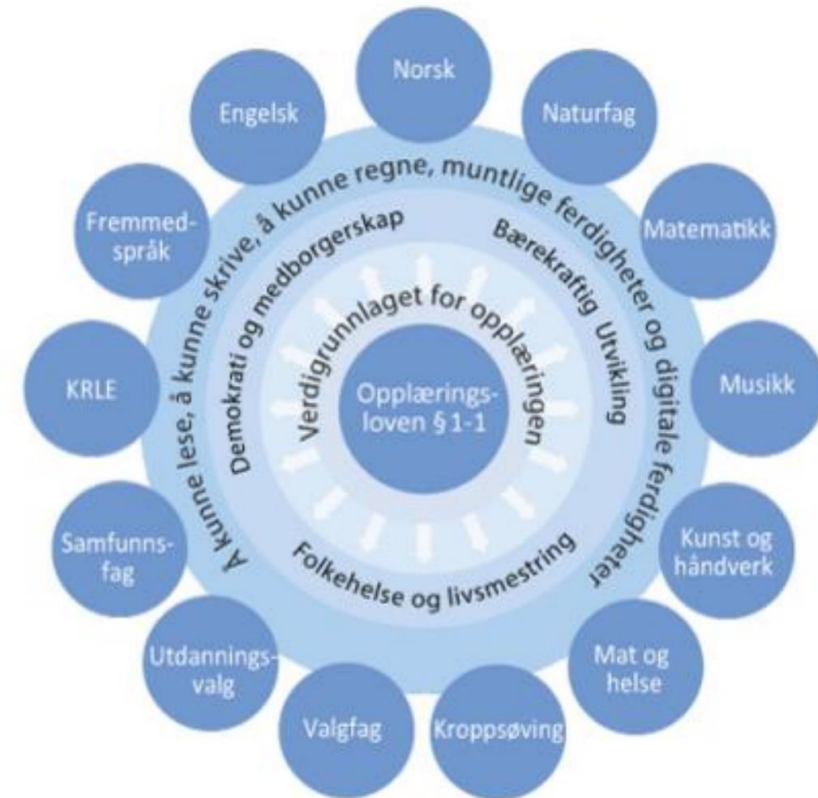 Norsk
Naturfag
Matematikk
Musikk
Kunst og
håndverk
Mat og
helse
Kroppsøving
Valgfag
Utdannings-
valg
Samfunns-
fag
KRLE
Fremmed-
språk
Engelsk
Å kunne lese, å kunne skrive, å kunne regne, muntlige ferdigheter og digitale ferdigheter
Demokrati og medborgerskap
Bærekraftig Utvikling
Folkehelse og livsmestring
Verdigrunnlaget for opplæringen
Opplærings-
loven § 1-1